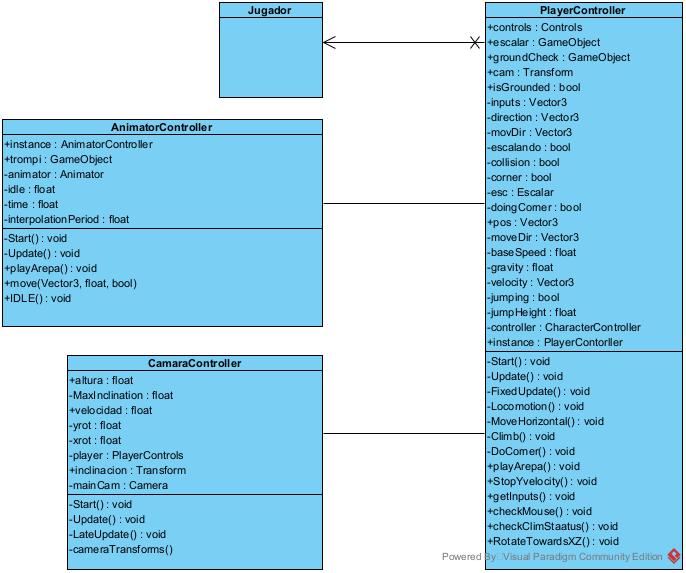 Jugador
PlayerController
+controls : Controls
+escalar : GameObject
+groundCheck : GameObject
+cam : Transform
+isGrounded : bool
-inputs : Vector3
-direction : Vector3
-movDir : Vector3
-escalando : bool
-collision : bool
-corner : bool
-esc : Escalar
-doingCorner : bool
+pos : Vector3
-moveDir : Vector3
-baseSpeed : float
-gravity : float
-velocity : Vector3
-jumping : bool
-jumpHeight : float
-controller : CharacterController
+instance : PlayerContorller
-Start() : void
-Update() : void
-FixedUpdate() : void
-Locomotion() : void
-MoveHorizontal() : void
-Climb() : void
-DoCorner() : void
+playArepa() : void
+StopYvelocity() : void
+getInputs() : void
+checkMouse() : void
+checkClimStaatus() : void
+RotateTowardsXZ() : void
AnimatorController
+instance : AnimatorController
+trompi : GameObject
-animator : Animator
-idle : float
-time : float
-interpolationPeriod : float
-Start() : void
-Update() : void
+playArepa() : void
+move(Vector3, float, bool)
+IDLE() : void
CamaraController
+altura : float
-MaxInclination : float
+velocidad : float
-yrot : float
-xrot : float
-player : PlayerControls
+inclinacion : Transform
-mainCam : Camera
-Start() : void
-Update() : void
-LateUpdate() : void
-cameraTransforms()
Powered By Visual Paradigm Community Edition